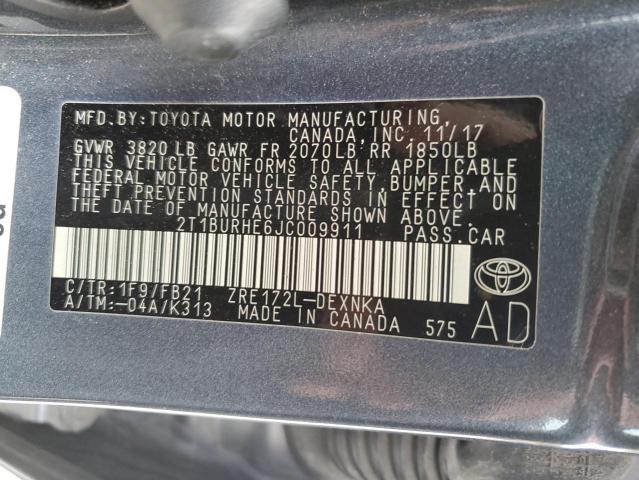 MFD. BY: TOYOTA MOTOR MANUFACTURING,
CANADA, INC. 11/17
GVWR 3820 LB GAWR FR 2070LB, RR 1850LB
THIS VEHICLE CONFORMS TO ALL APPLICABLE
FEDERAL MOTOR VEHICLE SAFETY, BUMPER, AND
THEFT PREVENTION STANDARDS IN EFFECT ON
THE DATE OF MANUFACTURE SHOWN ABOVE.
2T1BURHE6JC009911 PASS. CAR
C/TR: 1F9/FB21 ZRE172L-DEXNKA
A/TM: -04A/K313 MADE IN CANADA 575 AD